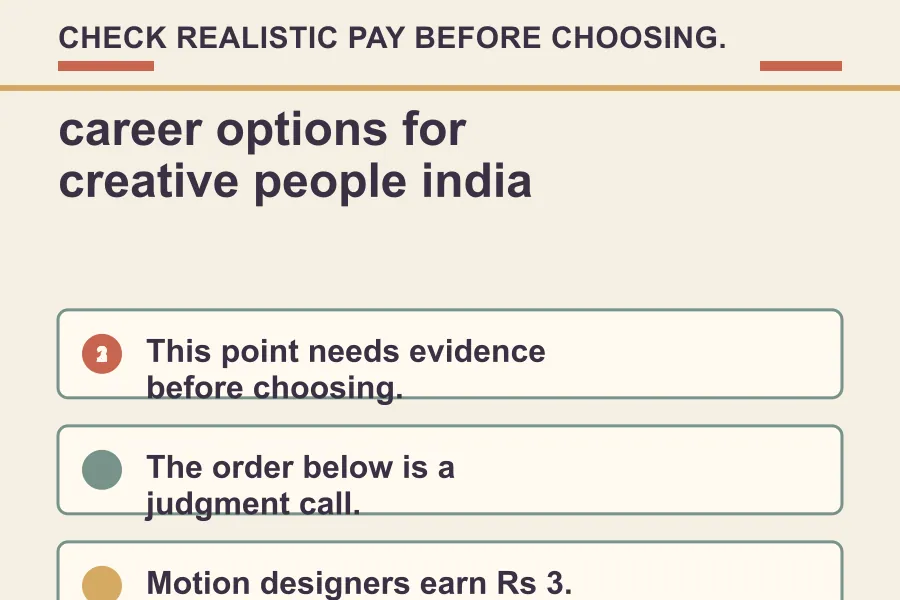 CHECK REALISTIC PAY BEFORE CHOOSING.
career options for
creative people india
This point needs evidence
before choosing.
The order below is a
judgment call.
Motion designers earn Rs 3.